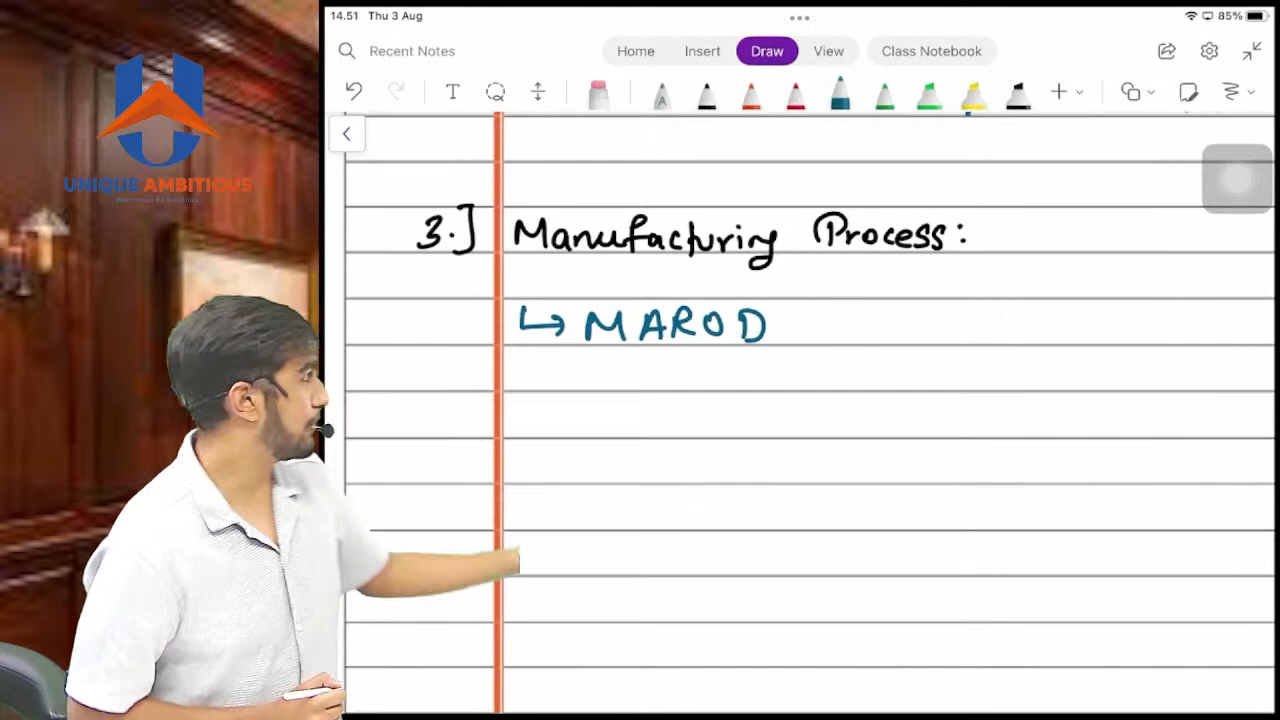 14.51 Thu 3 Aug
85%
Recent Notes
Home Insert Draw View Class Notebook
T
A
UNIQUE AMBITIOUS
3.] Manufacturing Process:
↳ MAROD